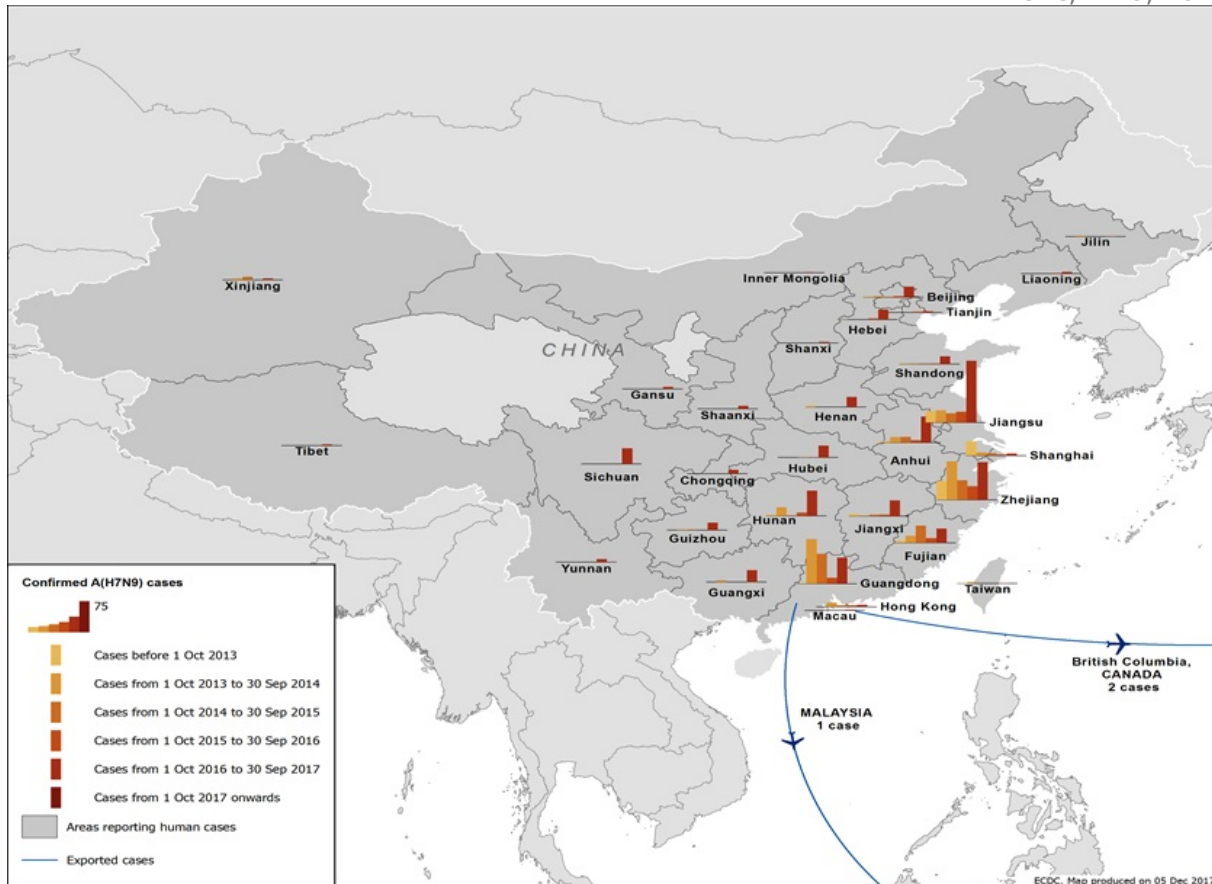 Jilin
Inner Mongolia
Liaoning
Xinjiang
Beijing
Tianjin
Hebei
CHINA
Shanxi
Shandong
Gansu
Shaanxi
Henan
Jiangsu
Tibet
Anhui
Shanghai
Sichuan
Hubei
Chongqing
Zhejiang
Hunan
Jiangxi
Guizhou
Fujian
Yunnan
Guangxi
Guangdong
Taiwan
Hong Kong
Macau
British Columbia,
CANADA
2 cases
MALAYSIA
1 case
Confirmed A(H7N9) cases
75
Cases before 1 Oct 2013
Cases from 1 Oct 2013 to 30 Sep 2014
Cases from 1 Oct 2014 to 30 Sep 2015
Cases from 1 Oct 2015 to 30 Sep 2016
Cases from 1 Oct 2016 to 30 Sep 2017
Cases from 1 Oct 2017 onwards
Areas reporting human cases
Exported cases
ECDC. Map produced on 05 Dec 2017